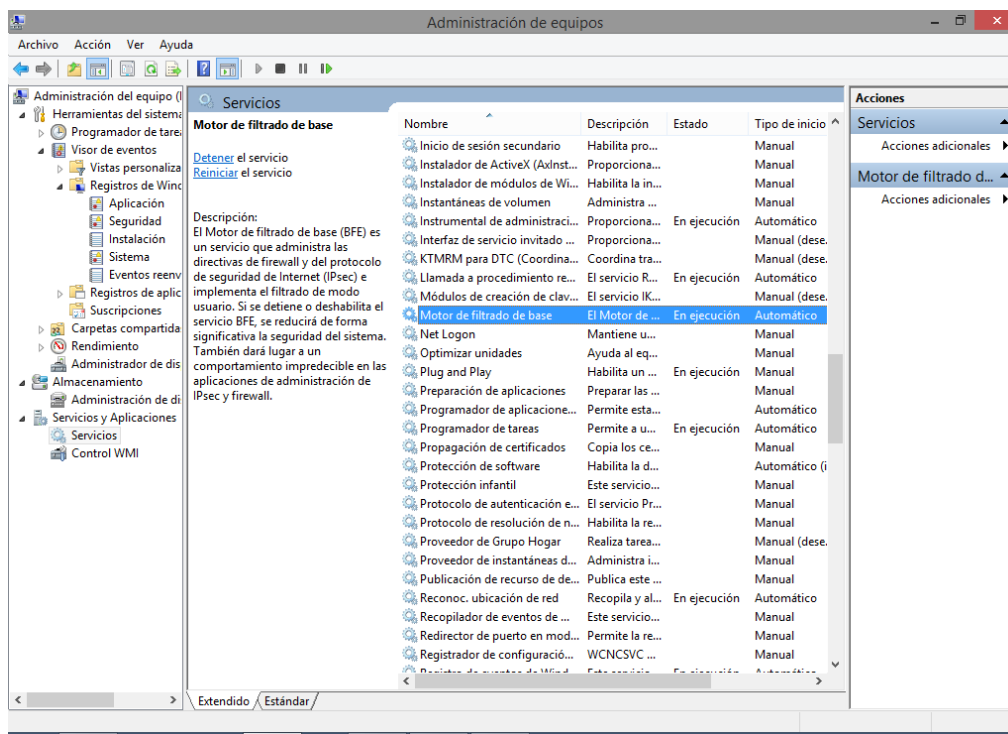 Administración de equipos
Archivo Acción Ver Ayuda
Administración del equipo (l
Herramientas del sistema
Programador de tarea
Visor de eventos
Vistas personaliza
Registros de Winc
Aplicación
Seguridad
Instalación
Sistema
Eventos reenv
Registros de aplic
Suscripciones
Carpetas compartida
Rendimiento
Administrador de dis
Almacenamiento
Administración de di
Servicios y Aplicaciones
Servicios
Control WMI
Servicios
Motor de filtrado de base
Detener el servicio
Reiniciar el servicio
Descripción:
El Motor de filtrado de base (BFE) es
un servicio que administra las
directivas de firewall y del protocolo
de seguridad de Internet (IPsec) e
implementa el filtrado de modo
usuario. Si se detiene o deshabilita el
servicio BFE, se reducirá de forma
significativa la seguridad del sistema.
También dará lugar a un
comportamiento impredecible en las
aplicaciones de administración de
IPsec y firewall.
Nombre Descripción Estado Tipo de inicio
Inicio de sesión secundario Habilita pro... Manual
Instalador de ActiveX (AxInst... Proporciona... Manual
Instalador de módulos de Wi... Habilita la in... Manual
Instantáneas de volumen Administra ... Manual
Instrumental de administraci... Proporciona... En ejecución Automático
Interfaz de servicio invitado ... Proporciona... Manual (dese.
KTMRM para DTC (Coordina... Coordina tra... Manual (dese.
Llamada a procedimiento re... El servicio R... En ejecución Automático
Módulos de creación de clav... El servicio IK... Manual (dese.
Motor de filtrado de base El Motor de ... En ejecución Automático
Net Logon Mantiene u... Manual
Optimizar unidades Ayuda al eq... Manual
Plug and Play Habilita un ... En ejecución Manual
Preparación de aplicaciones Preparar las ... Manual
Programador de aplicacione... Permite esta... Automático
Programador de tareas Permite a u... En ejecución Automático
Propagación de certificados Copia los ce... Manual
Protección de software Habilita la d... Automático (i
Protección infantil Este servicio... Manual
Protocolo de autenticación e... El servicio Pr... Manual
Protocolo de resolución de n... Habilita la re... Manual
Proveedor de Grupo Hogar Realiza tarea... Manual (dese.
Proveedor de instantáneas d... Administra i... Manual
Publicación de recurso de de... Publica este ... Manual
Reconoc. ubicación de red Recopila y al... En ejecución Automático
Recopilador de eventos de ... Este servicio... Manual
Redirector de puerto en mod... Permite la re... Manual
Registrador de configuració... WCNCSVC ... Manual
Registro de eventos de Wind... Este servicio... En ejecución Automático
Extendido Estándar
Acciones
Servicios
Acciones adicionales
Motor de filtrado d...
Acciones adicionales